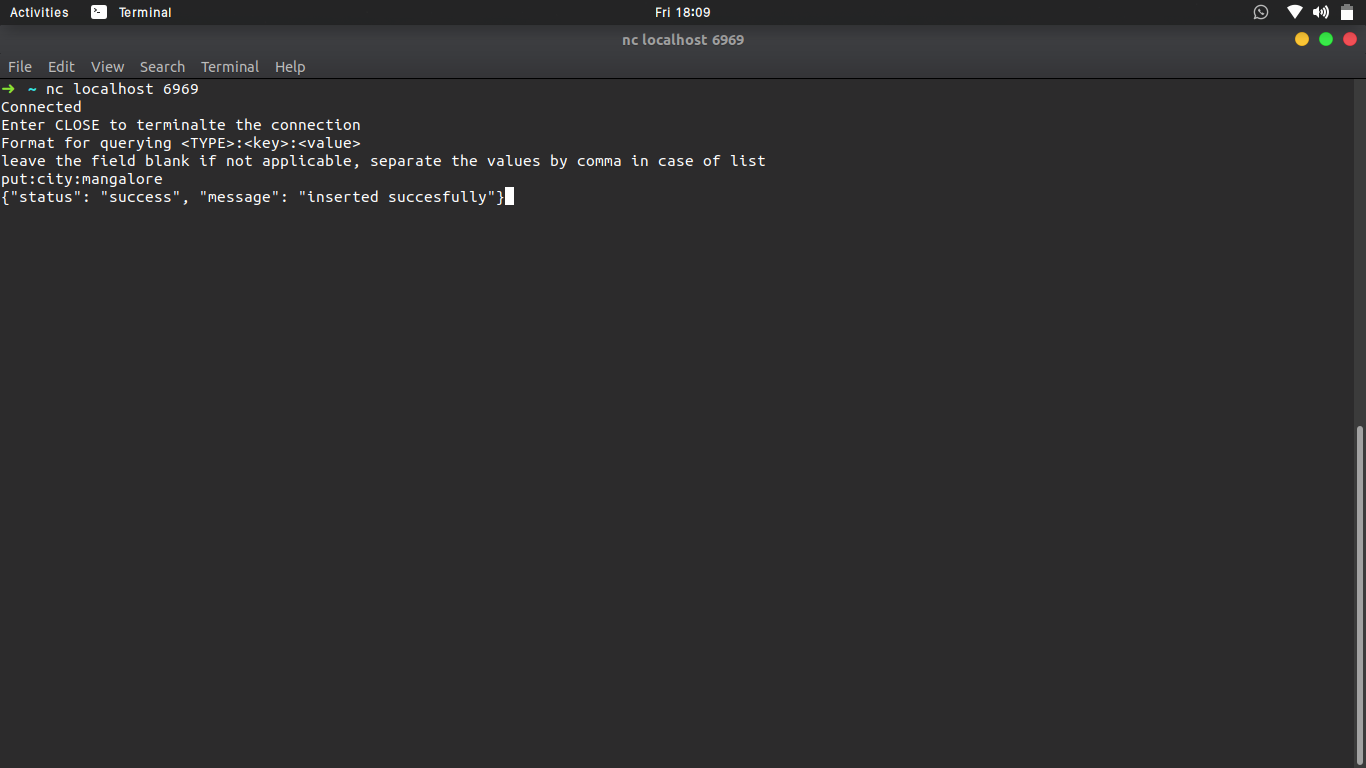 Activities Terminal Fri 18:09
nc localhost 6969
File Edit View Search Terminal Help
➜ ~ nc localhost 6969
Connected
Enter CLOSE to terminalte the connection
Format for querying <TYPE>:<key>:<value>
leave the field blank if not applicable, separate the values by comma in case of list
put:city:mangalore
{"status": "success", "message": "inserted succesfully"}